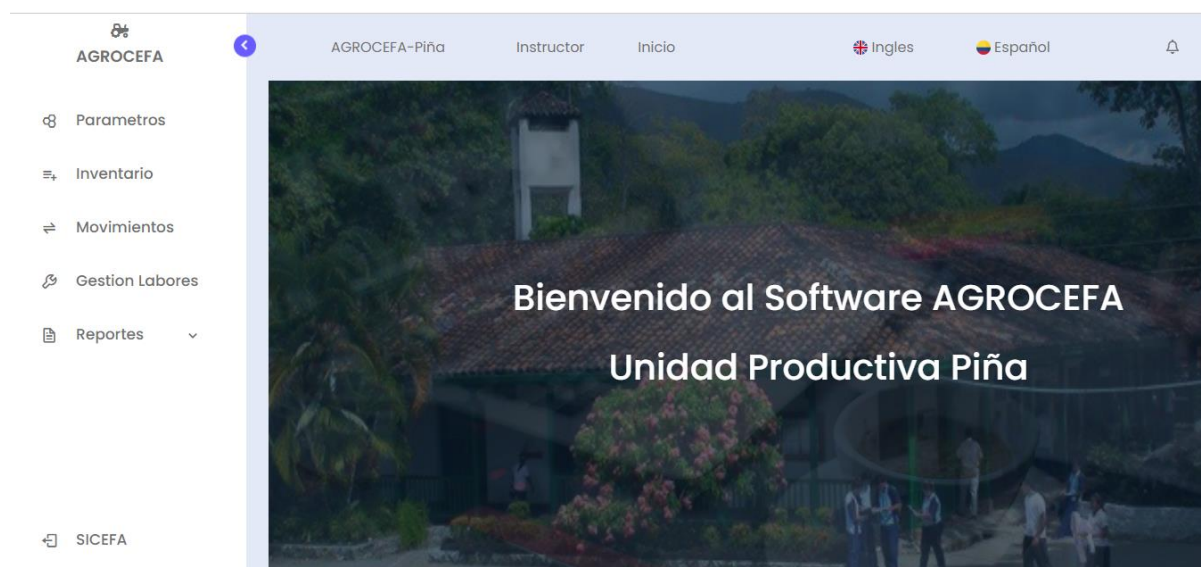 AGROCEFA
AGROCEFA-Piña Instructor Inicio Ingles Español
Parametros
Inventario
Movimientos
Gestion Labores
Reportes
SICEFA
Bienvenido al Software AGROCEFA
Unidad Productiva Piña